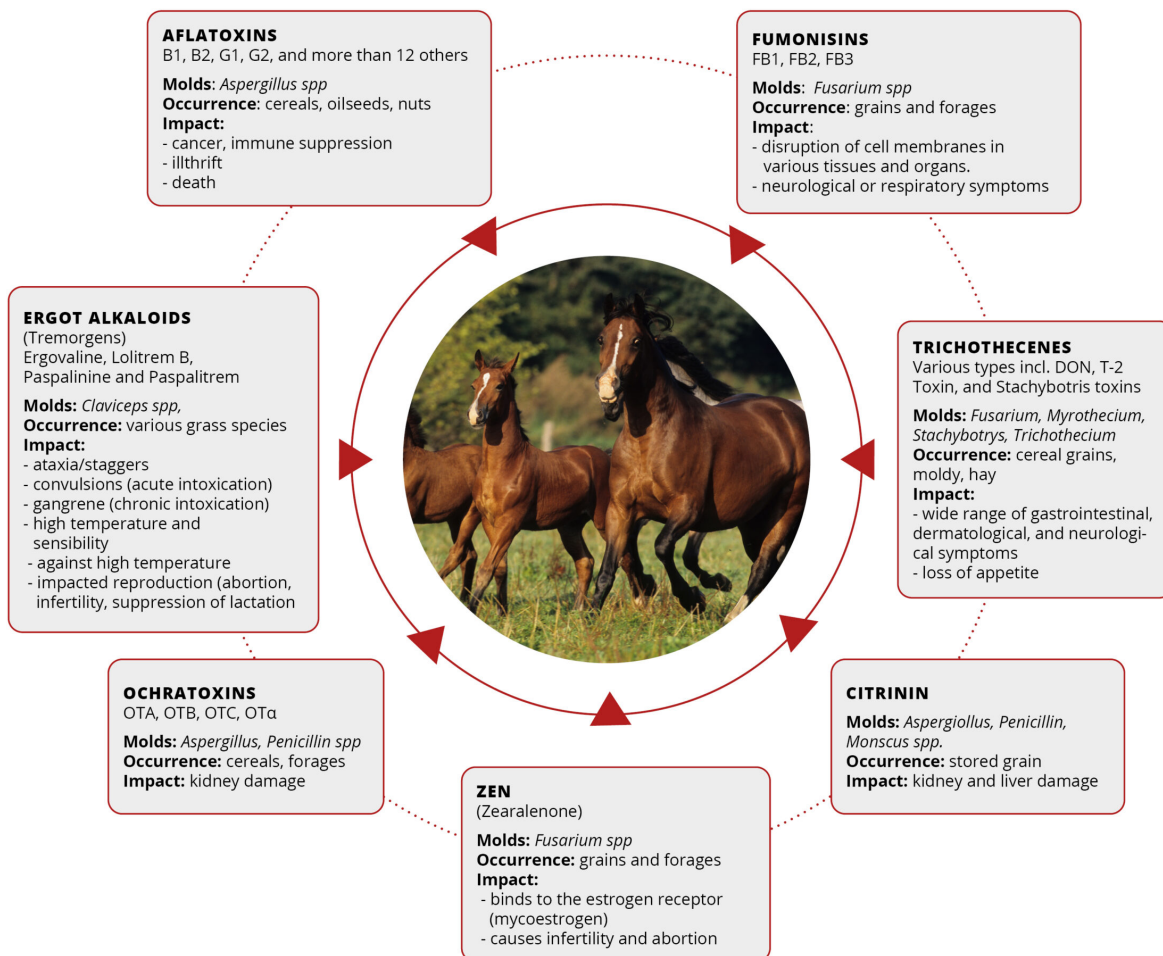 AFLATOXINS
B1, B2, G1, G2, and more than 12 others
Molds: Aspergillus spp
Occurrence: cereals, oilseeds, nuts
Impact:
- cancer, immune suppression
- illthrift
- death
FUMONISINS
FB1, FB2, FB3
Molds: Fusarium spp
Occurrence: grains and forages
Impact:
- disruption of cell membranes in
various tissues and organs.
- neurological or respiratory symptoms
ERGOT ALKALOIDS
(Tremorgens)
Ergovaline, Lolitrem B,
Paspalinine and Paspalitrem
Molds: Claviceps spp,
Occurrence: various grass species
Impact:
- ataxia/staggers
- convulsions (acute intoxication)
- gangrene (chronic intoxication)
- high temperature and
sensibility
- against high temperature
- impacted reproduction (abortion,
infertility, suppression of lactation
TRICHOTHECENES
Various types incl. DON, T-2
Toxin, and Stachybotris toxins
Molds: Fusarium, Myrothecium,
Stachybotrys, Trichothecium
Occurrence: cereal grains,
moldy, hay
Impact:
- wide range of gastrointestinal,
dermatological, and neurologi-
cal symptoms
- loss of appetite
OCHRATOXINS
OTA, OTB, OTC, OTα
Molds: Aspergillus, Penicillin spp
Occurrence: cereals, forages
Impact: kidney damage
CITRININ
Molds: Aspergiollus, Penicillin,
Monscus spp.
Occurrence: stored grain
Impact: kidney and liver damage
ZEN
(Zearalenone)
Molds: Fusarium spp
Occurrence: grains and forages
Impact:
- binds to the estrogen receptor
(mycoestrogen)
- causes infertility and abortion